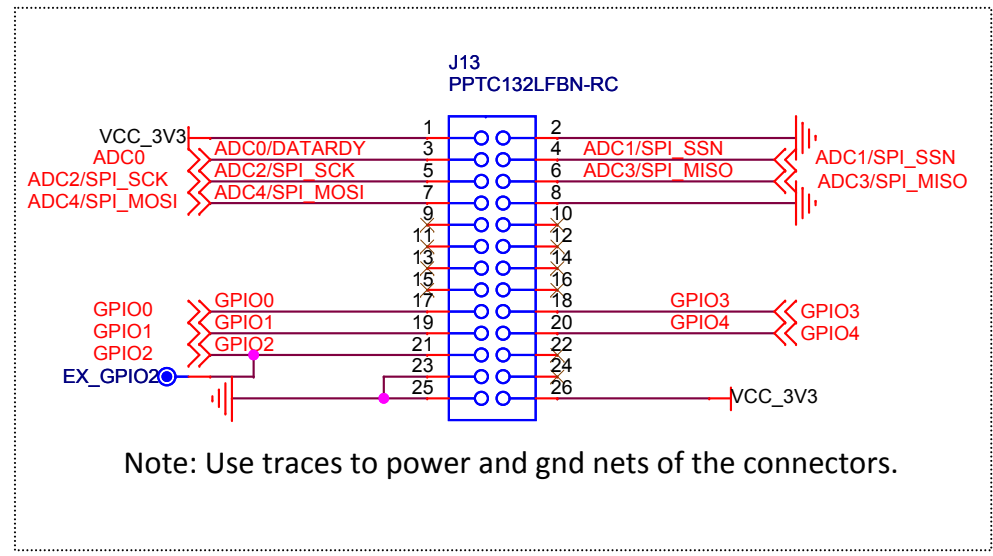 J13
PPTC132LFBN-RC
VCC_3V3 1 2
ADC0 ADC0/DATARDY 3 4 ADC1/SPI_SSN ADC1/SPI_SSN
ADC2/SPI_SCK ADC2/SPI_SCK 5 6 ADC3/SPI_MISO ADC3/SPI_MISO
ADC4/SPI_MOSI ADC4/SPI_MOSI 7 8
9 10
11 12
13 14
15 16
GPIO0 GPIO0 17 18 GPIO3 GPIO3
GPIO1 GPIO1 19 20 GPIO4 GPIO4
GPIO2 GPIO2 21 22
EX_GPIO2 23 24
25 26 VCC_3V3
Note: Use traces to power and gnd nets of the connectors.